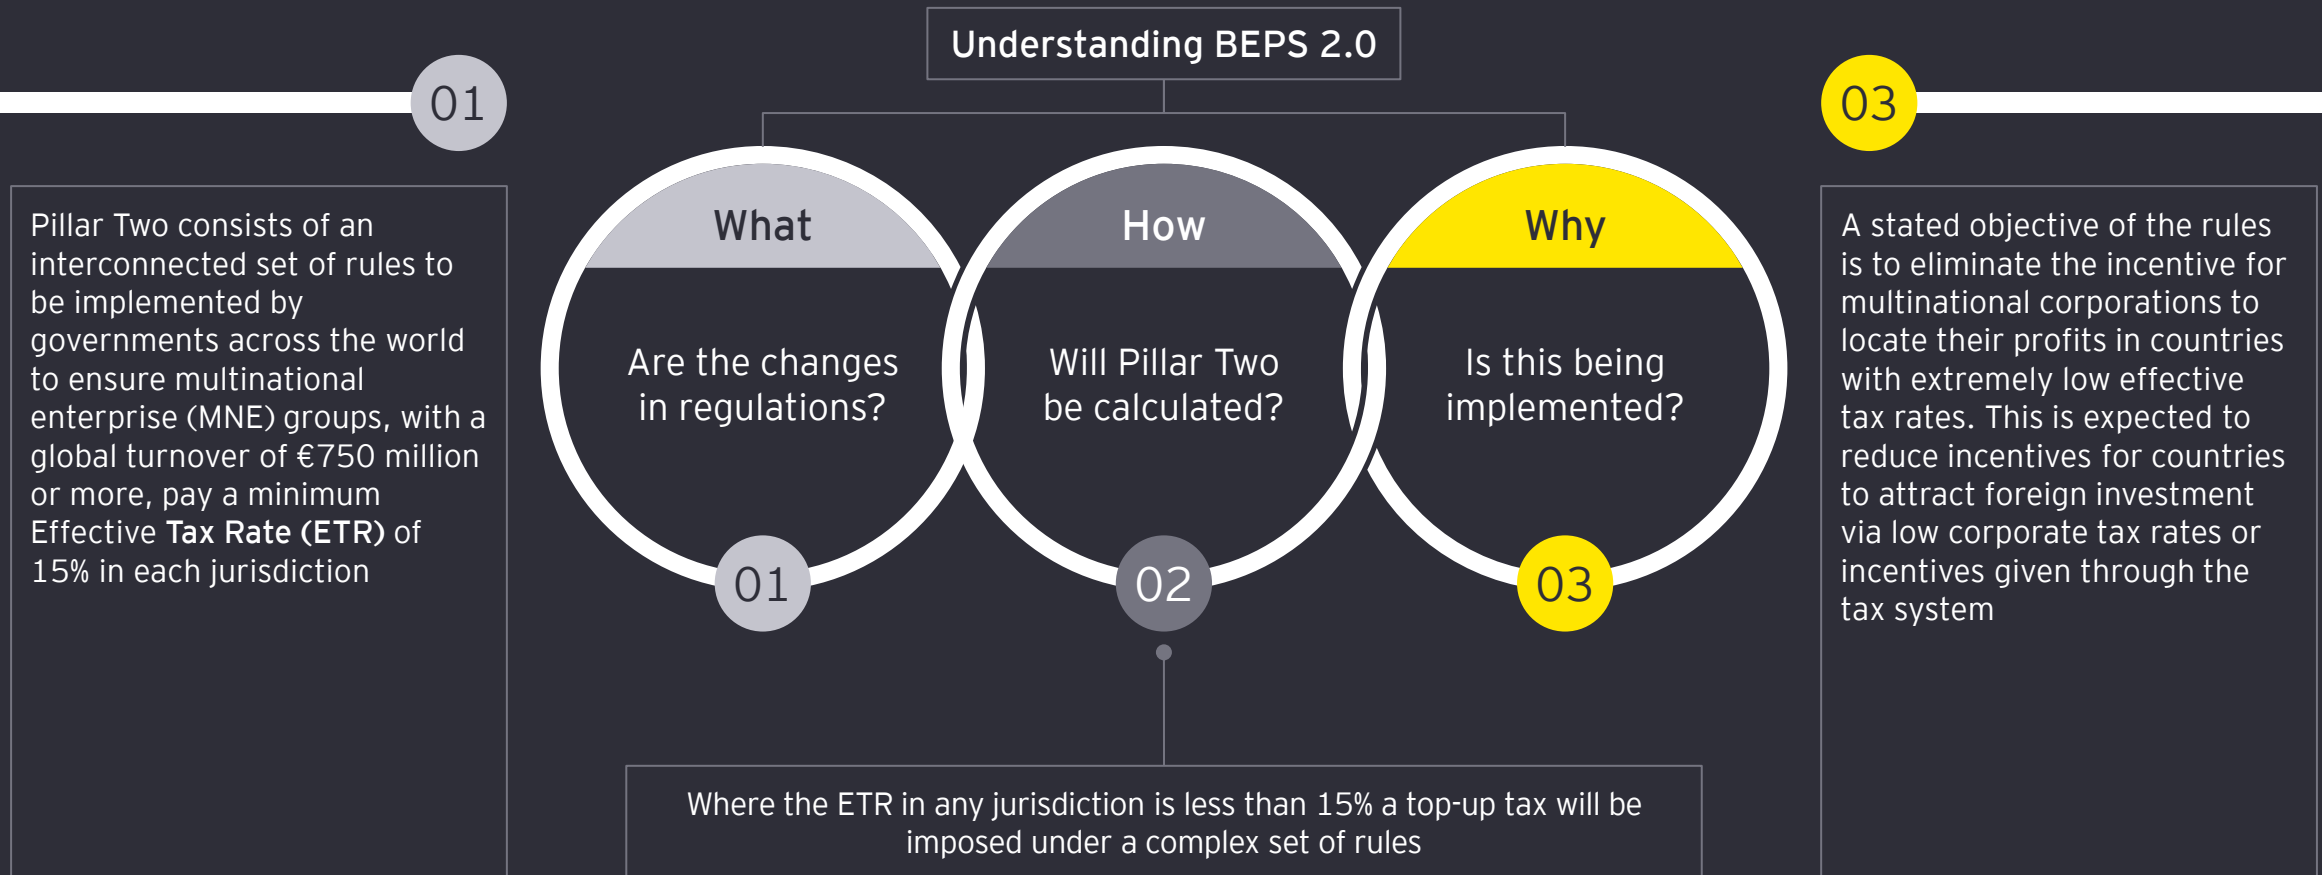 Understanding BEPS 2.0
01
Pillar Two consists of an
interconnected set of rules to
be implemented by
governments across the world
to ensure multinational
enterprise (MNE) groups, with a
global turnover of €750 million
or more, pay a minimum
Effective Tax Rate (ETR) of
15% in each jurisdiction
What
Are the changes
in regulations?
01
How
Will Pillar Two
be calculated?
02
Why
Is this being
implemented?
03
Where the ETR in any jurisdiction is less than 15% a top-up tax will be
imposed under a complex set of rules
03
A stated objective of the rules
is to eliminate the incentive for
multinational corporations to
locate their profits in countries
with extremely low effective
tax rates. This is expected to
reduce incentives for countries
to attract foreign investment
via low corporate tax rates or
incentives given through the
tax system